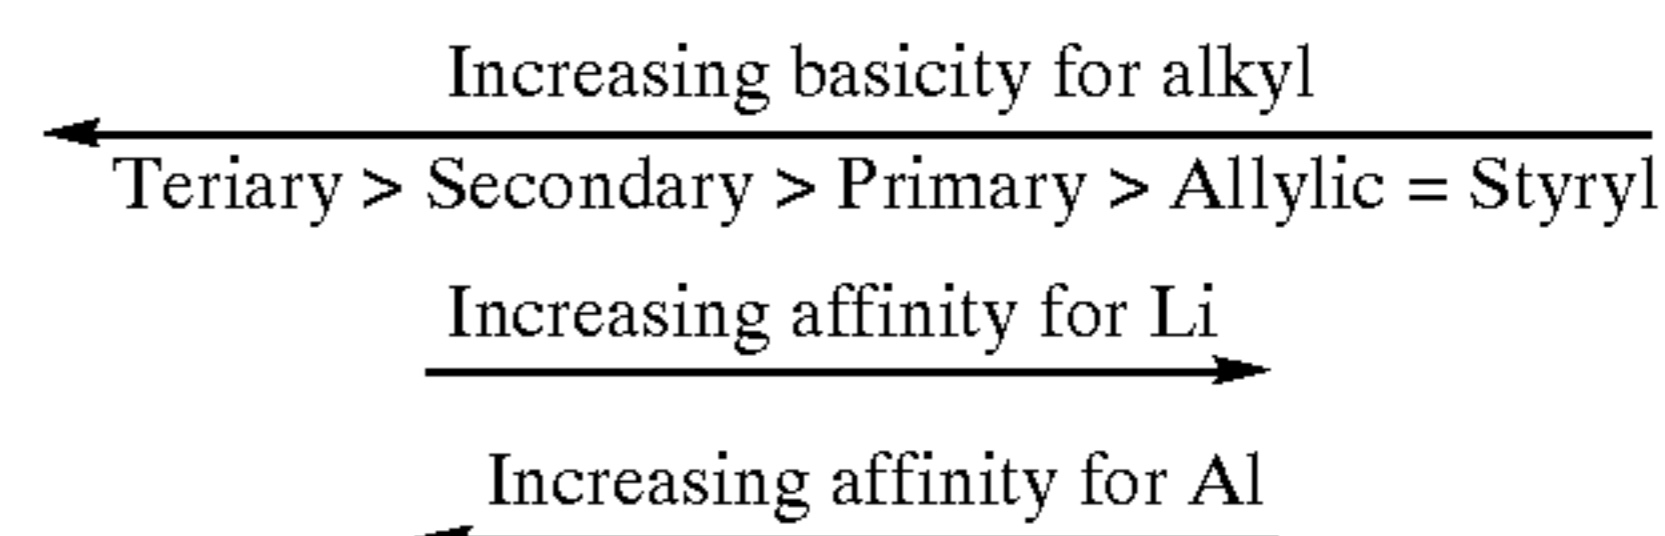 Increasing basicity for alkyl
Teriary > Secondary > Primary > Allylic = Styryl
Increasing affinity for Li
Increasing affinity for Al